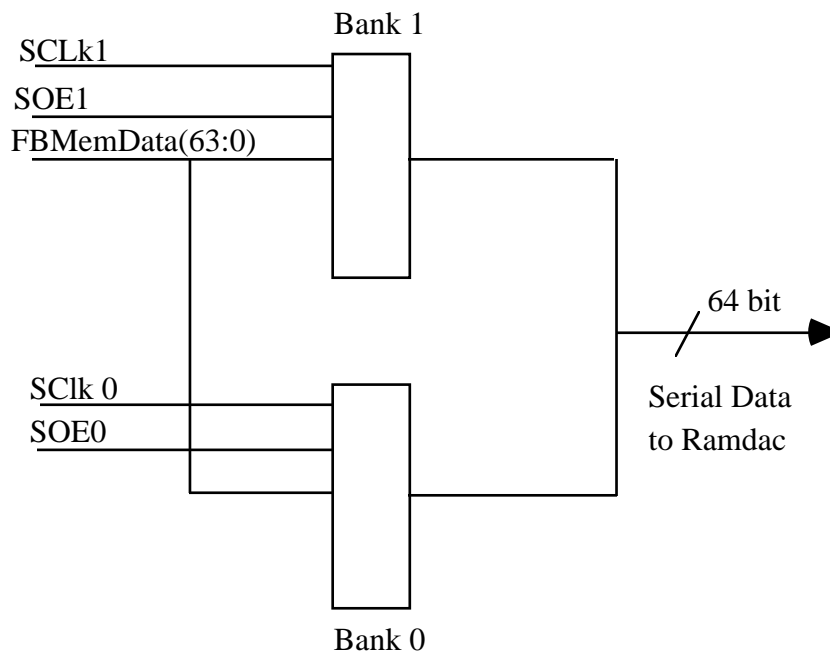 Bank 1
SCLk1
SOE1
FBMemData(63:0)
64 bit
SClk 0
SOE0
Serial Data
to Ramdac
Bank 0